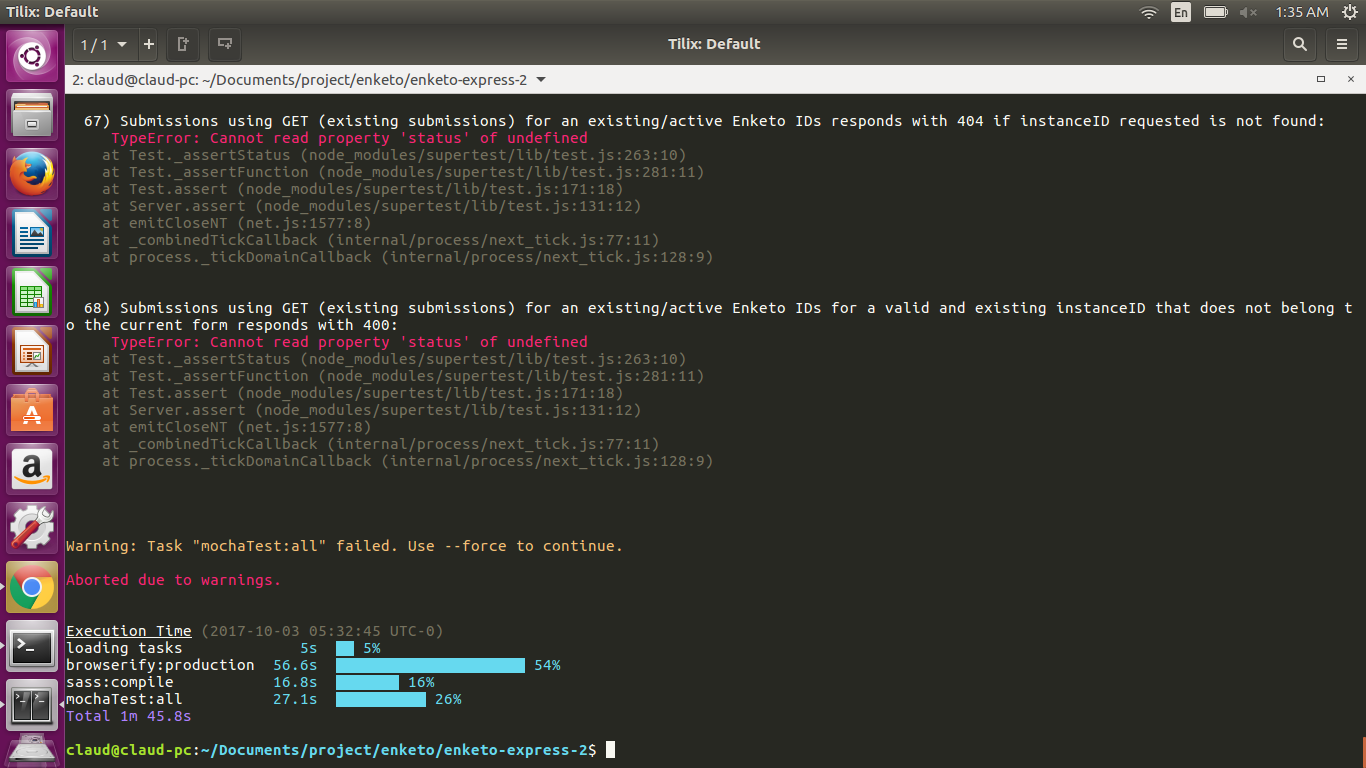 Tilix: Default
En
1:35 AM
1 / 1
Tilix: Default
2: claud@claud-pc: ~/Documents/project/enketo/enketo-express-2
67) Submissions using GET (existing submissions) for an existing/active Enketo IDs responds with 404 if instanceID requested is not found:
TypeError: Cannot read property 'status' of undefined
at Test._assertStatus (node_modules/supertest/lib/test.js:263:10)
at Test._assertFunction (node_modules/supertest/lib/test.js:281:11)
at Test.assert (node_modules/supertest/lib/test.js:171:18)
at Server.assert (node_modules/supertest/lib/test.js:131:12)
at emitCloseNT (net.js:1577:8)
at _combinedTickCallback (internal/process/next_tick.js:77:11)
at process._tickDomainCallback (internal/process/next_tick.js:128:9)
68) Submissions using GET (existing submissions) for an existing/active Enketo IDs for a valid and existing instanceID that does not belong t
o the current form responds with 400:
TypeError: Cannot read property 'status' of undefined
at Test._assertStatus (node_modules/supertest/lib/test.js:263:10)
at Test._assertFunction (node_modules/supertest/lib/test.js:281:11)
at Test.assert (node_modules/supertest/lib/test.js:171:18)
at Server.assert (node_modules/supertest/lib/test.js:131:12)
at emitCloseNT (net.js:1577:8)
at _combinedTickCallback (internal/process/next_tick.js:77:11)
at process._tickDomainCallback (internal/process/next_tick.js:128:9)
Warning: Task "mochaTest:all" failed. Use --force to continue.
Aborted due to warnings.
Execution Time (2017-10-03 05:32:45 UTC-0)
loading tasks 5s 5%
browserify:production 56.6s 54%
sass:compile 16.8s 16%
mochaTest:all 27.1s 26%
Total 1m 45.8s
claud@claud-pc:~/Documents/project/enketo/enketo-express-2$